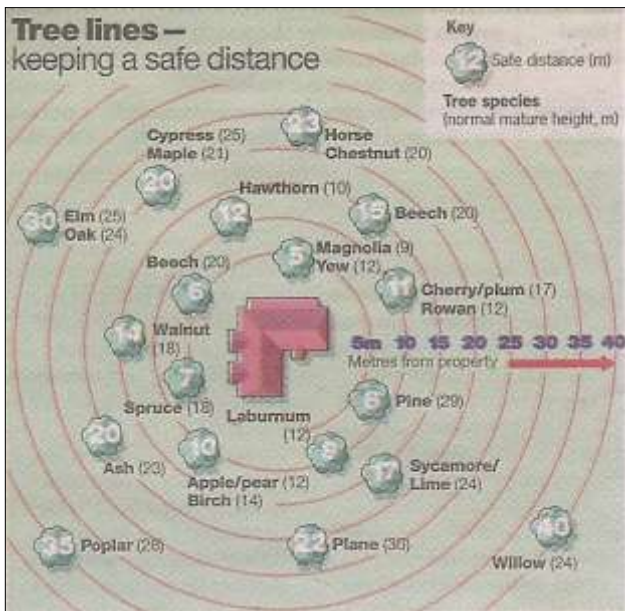 Tree lines —
keeping a safe distance
Key
12
Safe distance (m)
Tree species
(normal mature height, m)
23
Horse
Chestnut (20)
Cypress (25)
Maple (21)
20
Hawthorn (10)
12
15
Beech (20)
30
Elm (25)
Oak (24)
Magnolia (9)
Yew (12)
5
Beech (20)
6
11
Cherry/plum (17)
Rowan (12)
14
Walnut
(18)
5m 10 15 20 25 30 35 40
Metres from property
7
Spruce (18)
Laburnum
(12)
Pine (29)
20
Ash (23)
10
Apple/pear (12)
Birch (14)
17
Sycamore/
Lime (24)
35
Poplar (28)
22
Plane (30)
Willow (24)